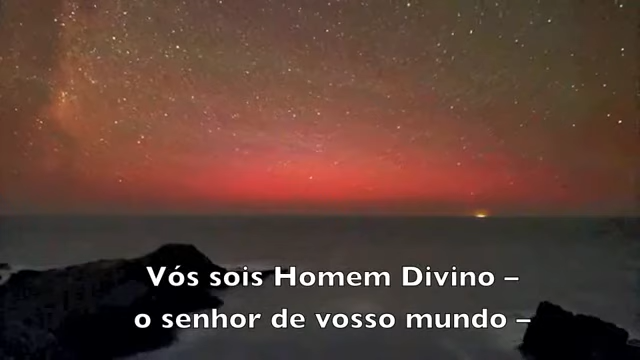 Vós sois Homem Divino –
o senhor de vosso mundo –